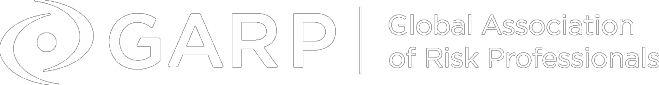 GARP
Global Association
of Risk Professionals